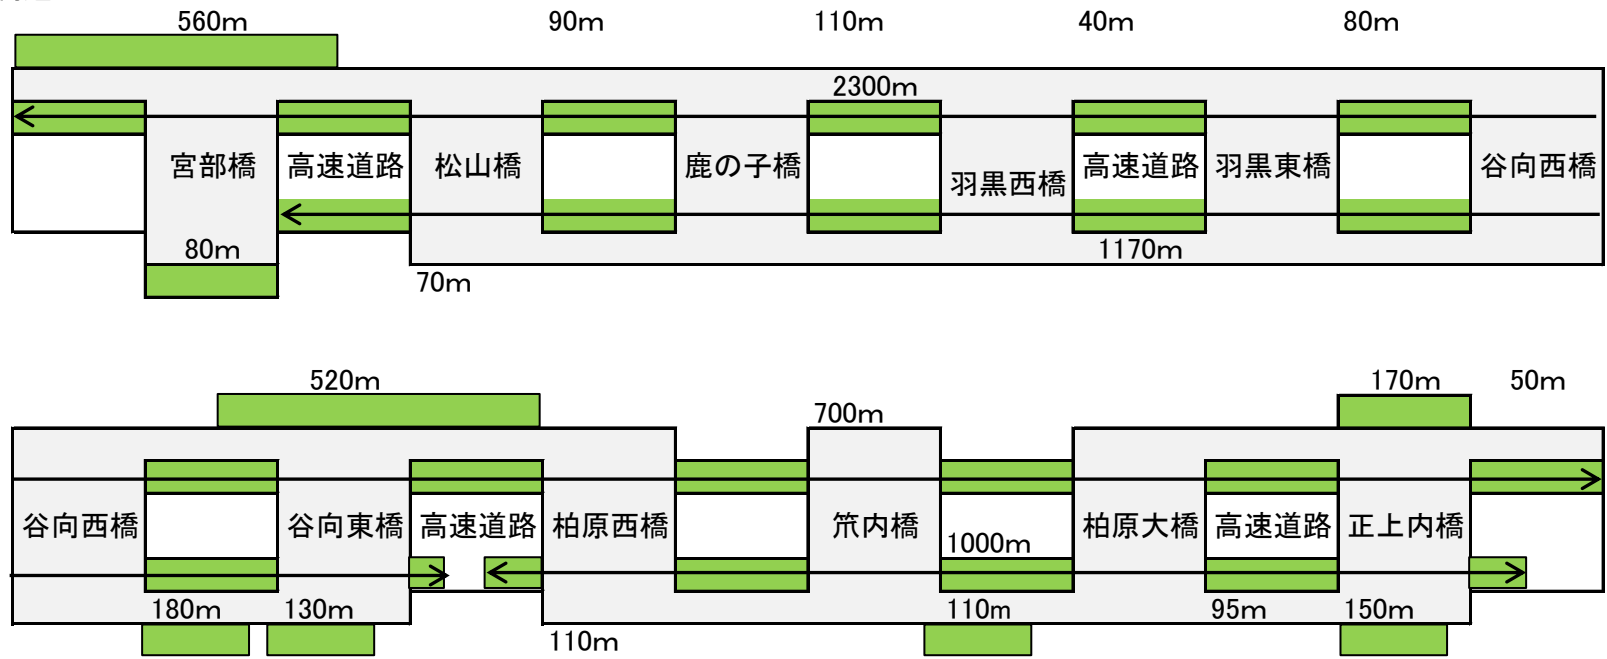 560m 90m 110m 40m 80m
2300m
宮部橋 高速道路 松山橋 鹿の子橋 羽黒西橋 高速道路 羽黒東橋 谷向西橋
80m 1170m
70m
520m 170m 50m
700m
谷向西橋 谷向東橋 高速道路 柏原西橋 笊内橋 柏原大橋 高速道路 正上内橋
1000m
180m 130m 110m 95m 150m
110m